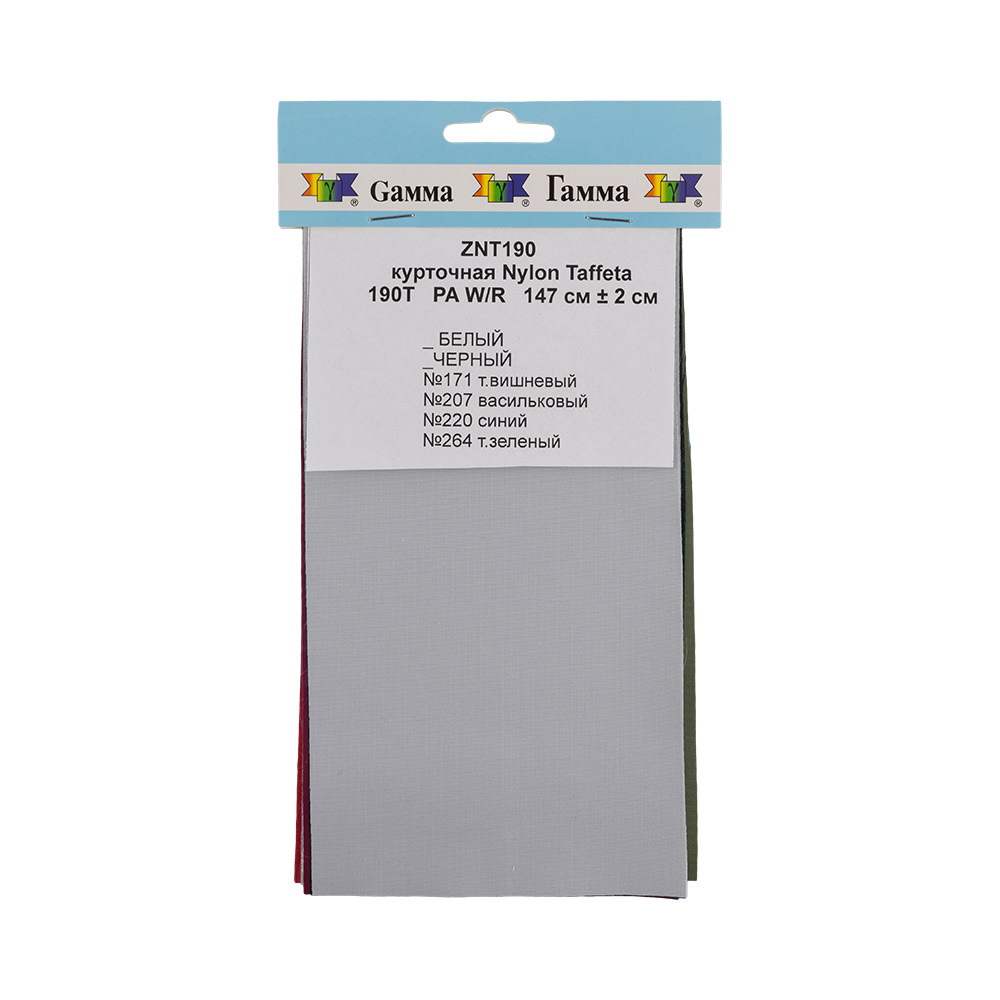 γ ® Gamma γ ® Гамма γ ®
ZNT190
курточная Nylon Taffeta
190T PA W/R 147 см ± 2 см
_ БЕЛЫЙ
_ЧЕРНЫЙ
№171 т.вишневый
№207 васильковый
№220 синий
№264 т.зеленый